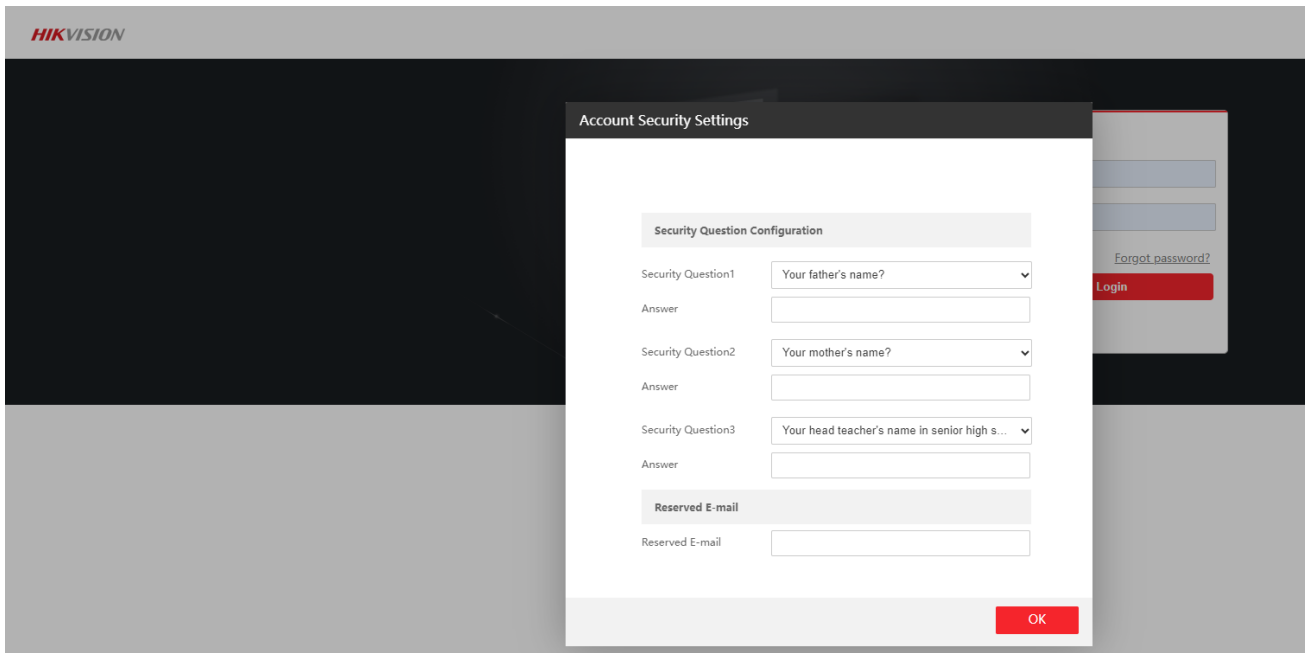 HIKVISION
Account Security Settings
Security Question Configuration
Security Question1 Your father's name?
Answer
Security Question2 Your mother's name?
Answer
Security Question3 Your head teacher's name in senior high s...
Answer
Reserved E-mail
Reserved E-mail
OK
Forgot password?
Login